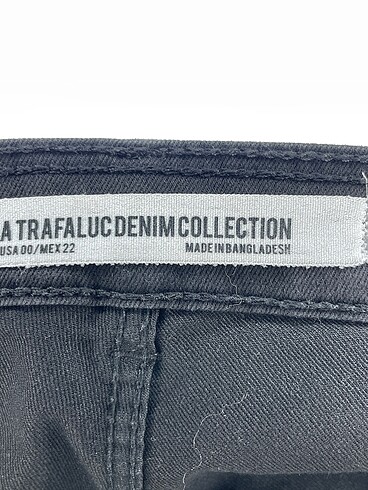 A TRAFALUC DENIM COLLECTION
USA 00/MEX 22 MADE IN BANGLADESH